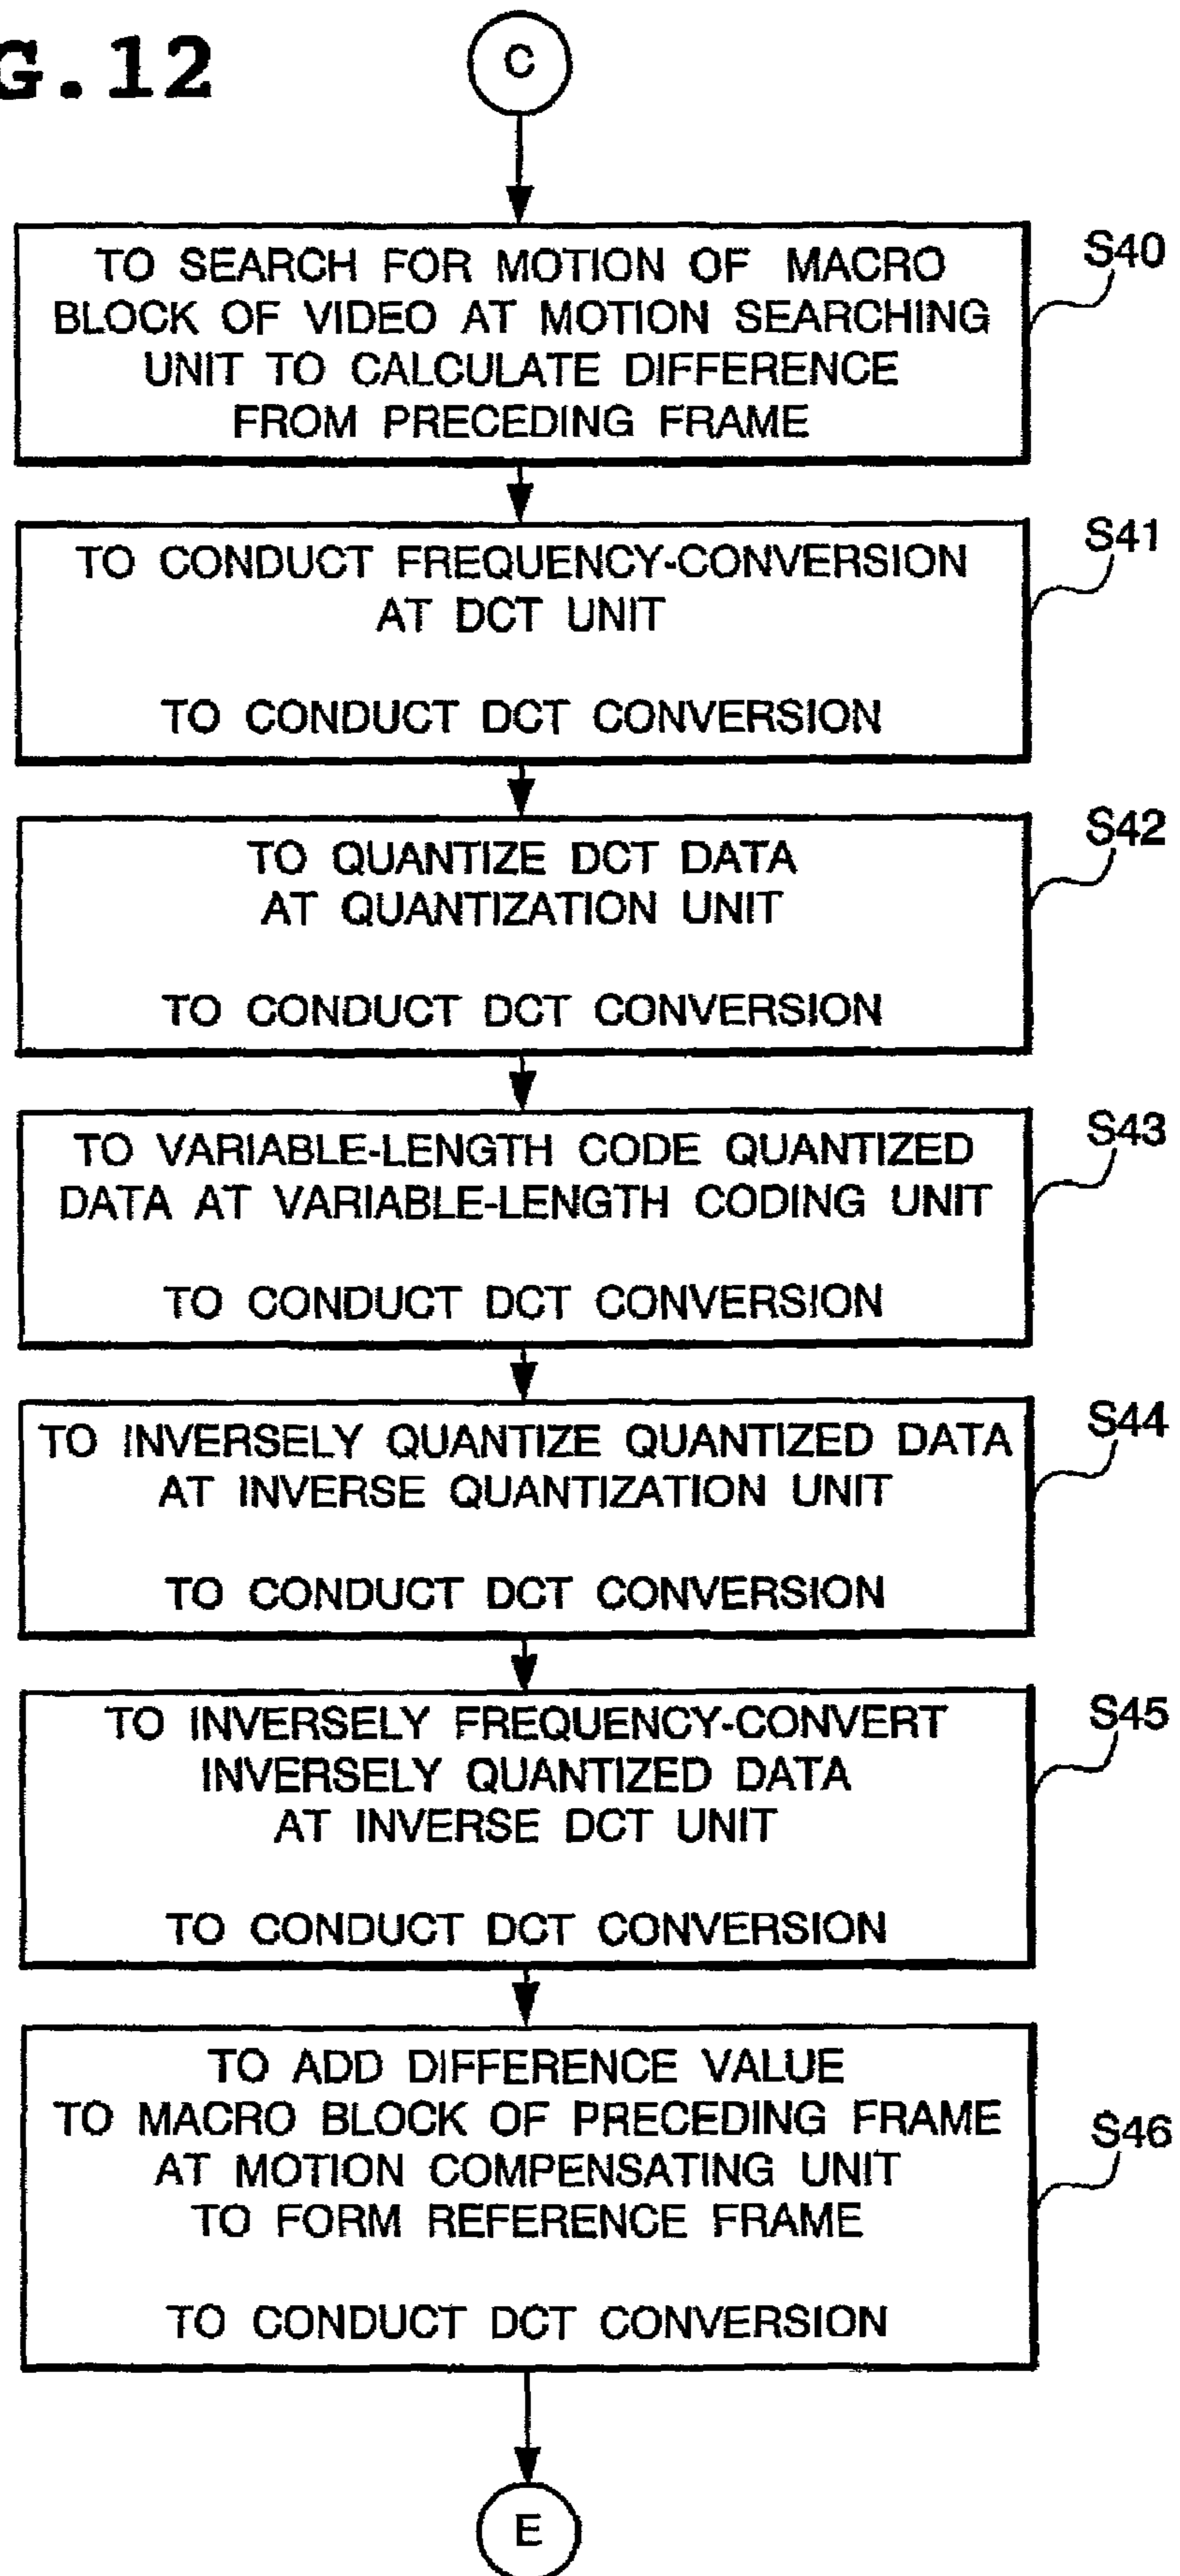 G.12
C
TO SEARCH FOR MOTION OF MACRO
BLOCK OF VIDEO AT MOTION SEARCHING
UNIT TO CALCULATE DIFFERENCE
FROM PRECEDING FRAME
S40
TO CONDUCT FREQUENCY-CONVERSION
AT DCT UNIT
TO CONDUCT DCT CONVERSION
S41
TO QUANTIZE DCT DATA
AT QUANTIZATION UNIT
TO CONDUCT DCT CONVERSION
S42
TO VARIABLE-LENGTH CODE QUANTIZED
DATA AT VARIABLE-LENGTH CODING UNIT
TO CONDUCT DCT CONVERSION
S43
TO INVERSELY QUANTIZE QUANTIZED DATA
AT INVERSE QUANTIZATION UNIT
TO CONDUCT DCT CONVERSION
S44
TO INVERSELY FREQUENCY-CONVERT
INVERSELY QUANTIZED DATA
AT INVERSE DCT UNIT
TO CONDUCT DCT CONVERSION
S45
TO ADD DIFFERENCE VALUE
TO MACRO BLOCK OF PRECEDING FRAME
AT MOTION COMPENSATING UNIT
TO FORM REFERENCE FRAME
TO CONDUCT DCT CONVERSION
S46
E